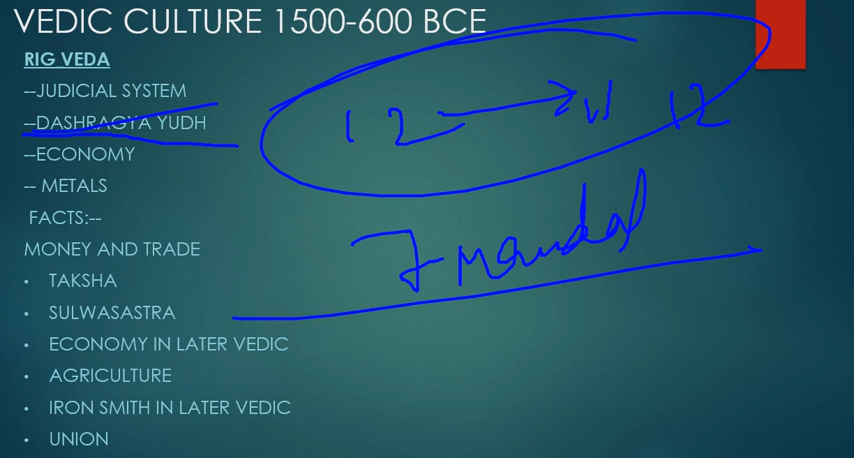 VEDIC CULTURE 1500-600 BCE
RIG VEDA
--JUDICIAL SYSTEM
12 → 12
--DASHRAGYA YUDH
--ECONOMY
-- METALS
FACTS:--
7-mandal
MONEY AND TRADE
• TAKSHA
• SULWASASTRA
• ECONOMY IN LATER VEDIC
• AGRICULTURE
• IRON SMITH IN LATER VEDIC
• UNION